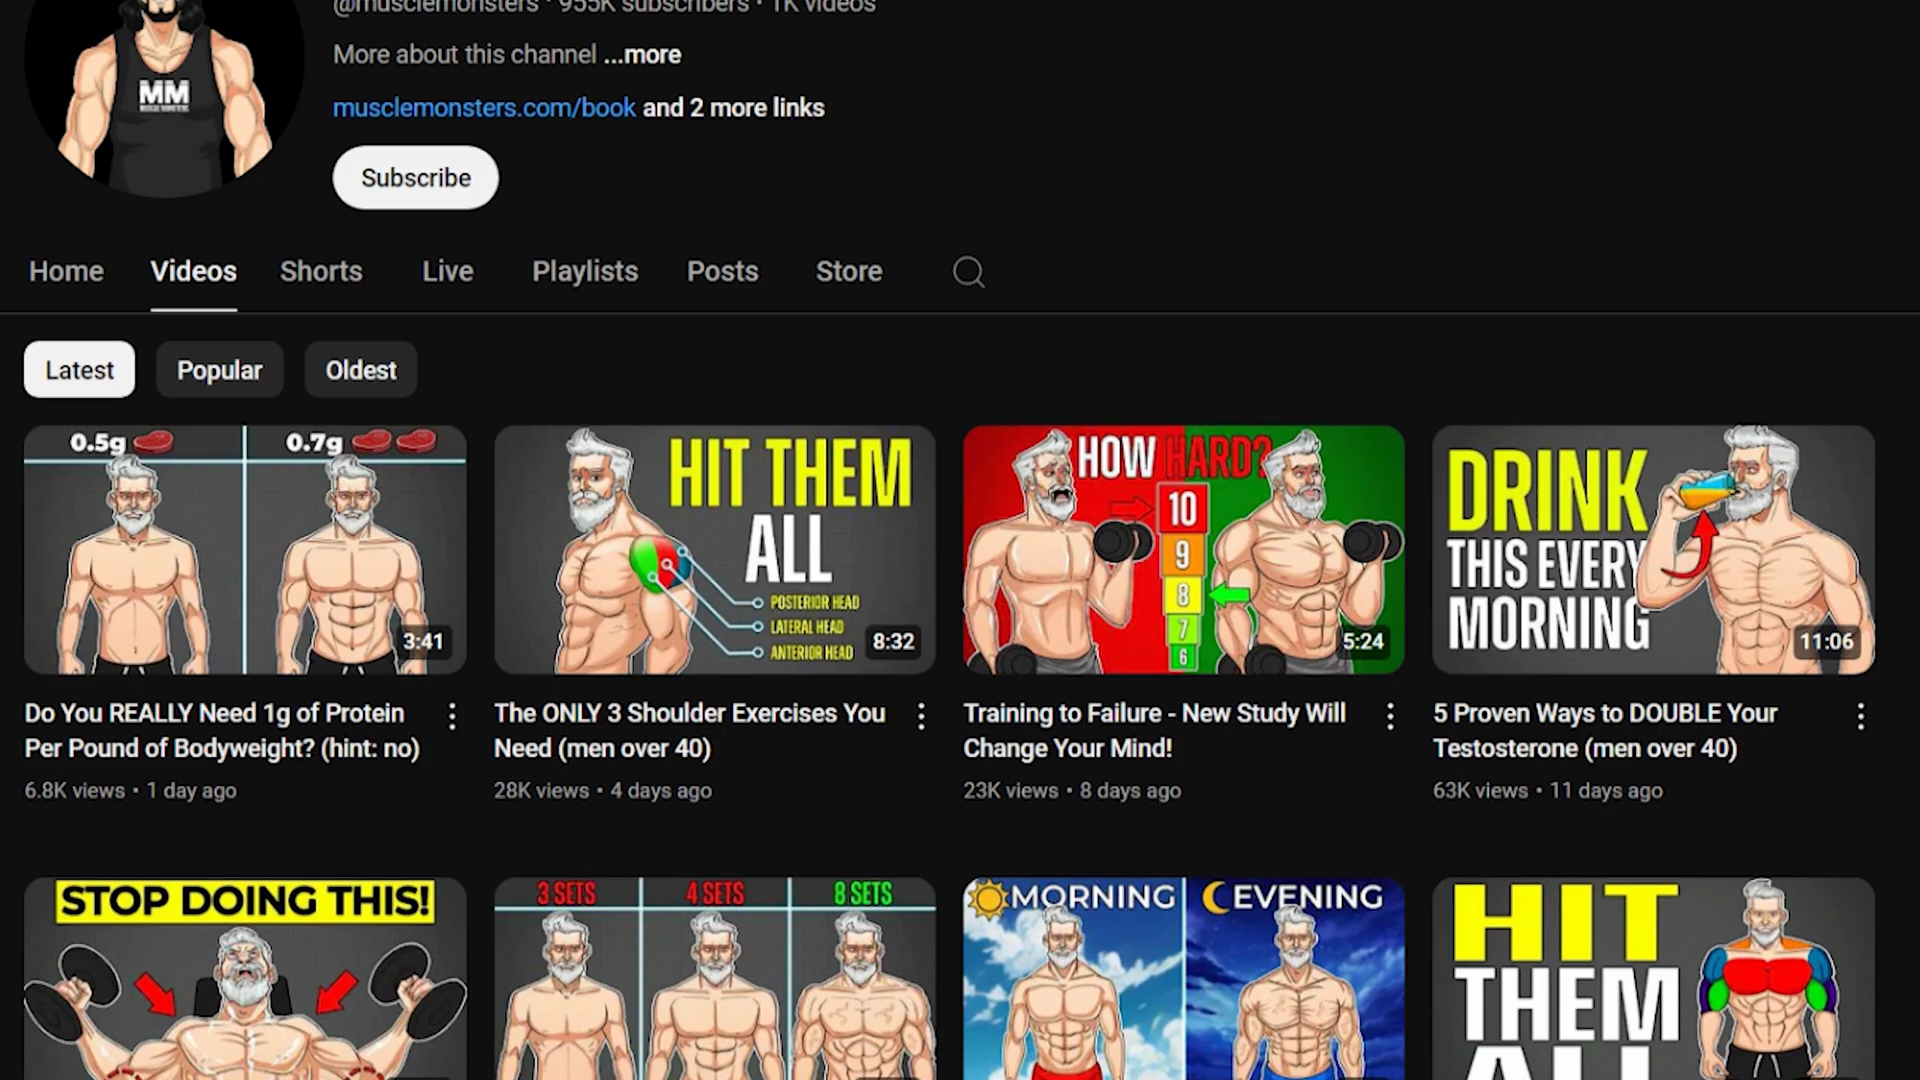 @musclemonsters · 955K subscribers · 1K videos
More about this channel ...more
musclemonsters.com/book and 2 more links
MM
Subscribe
Home Videos Shorts Live Playlists Posts Store
Latest Popular Oldest
0.5g 0.7g
3:41
HIT THEM
ALL
POSTERIOR HEAD
LATERAL HEAD
ANTERIOR HEAD
8:32
HOW HARD?
10
9
8
7
6
5:24
DRINK
THIS EVERY
MORNING
11:06
Do You REALLY Need 1g of Protein
Per Pound of Bodyweight? (hint: no)
6.8K views • 1 day ago
The ONLY 3 Shoulder Exercises You
Need (men over 40)
28K views • 4 days ago
Training to Failure - New Study Will
Change Your Mind!
23K views • 8 days ago
5 Proven Ways to DOUBLE Your
Testosterone (men over 40)
63K views • 11 days ago
STOP DOING THIS!
3 SETS 4 SETS 8 SETS
MORNING EVENING
HIT
THEM
ALL